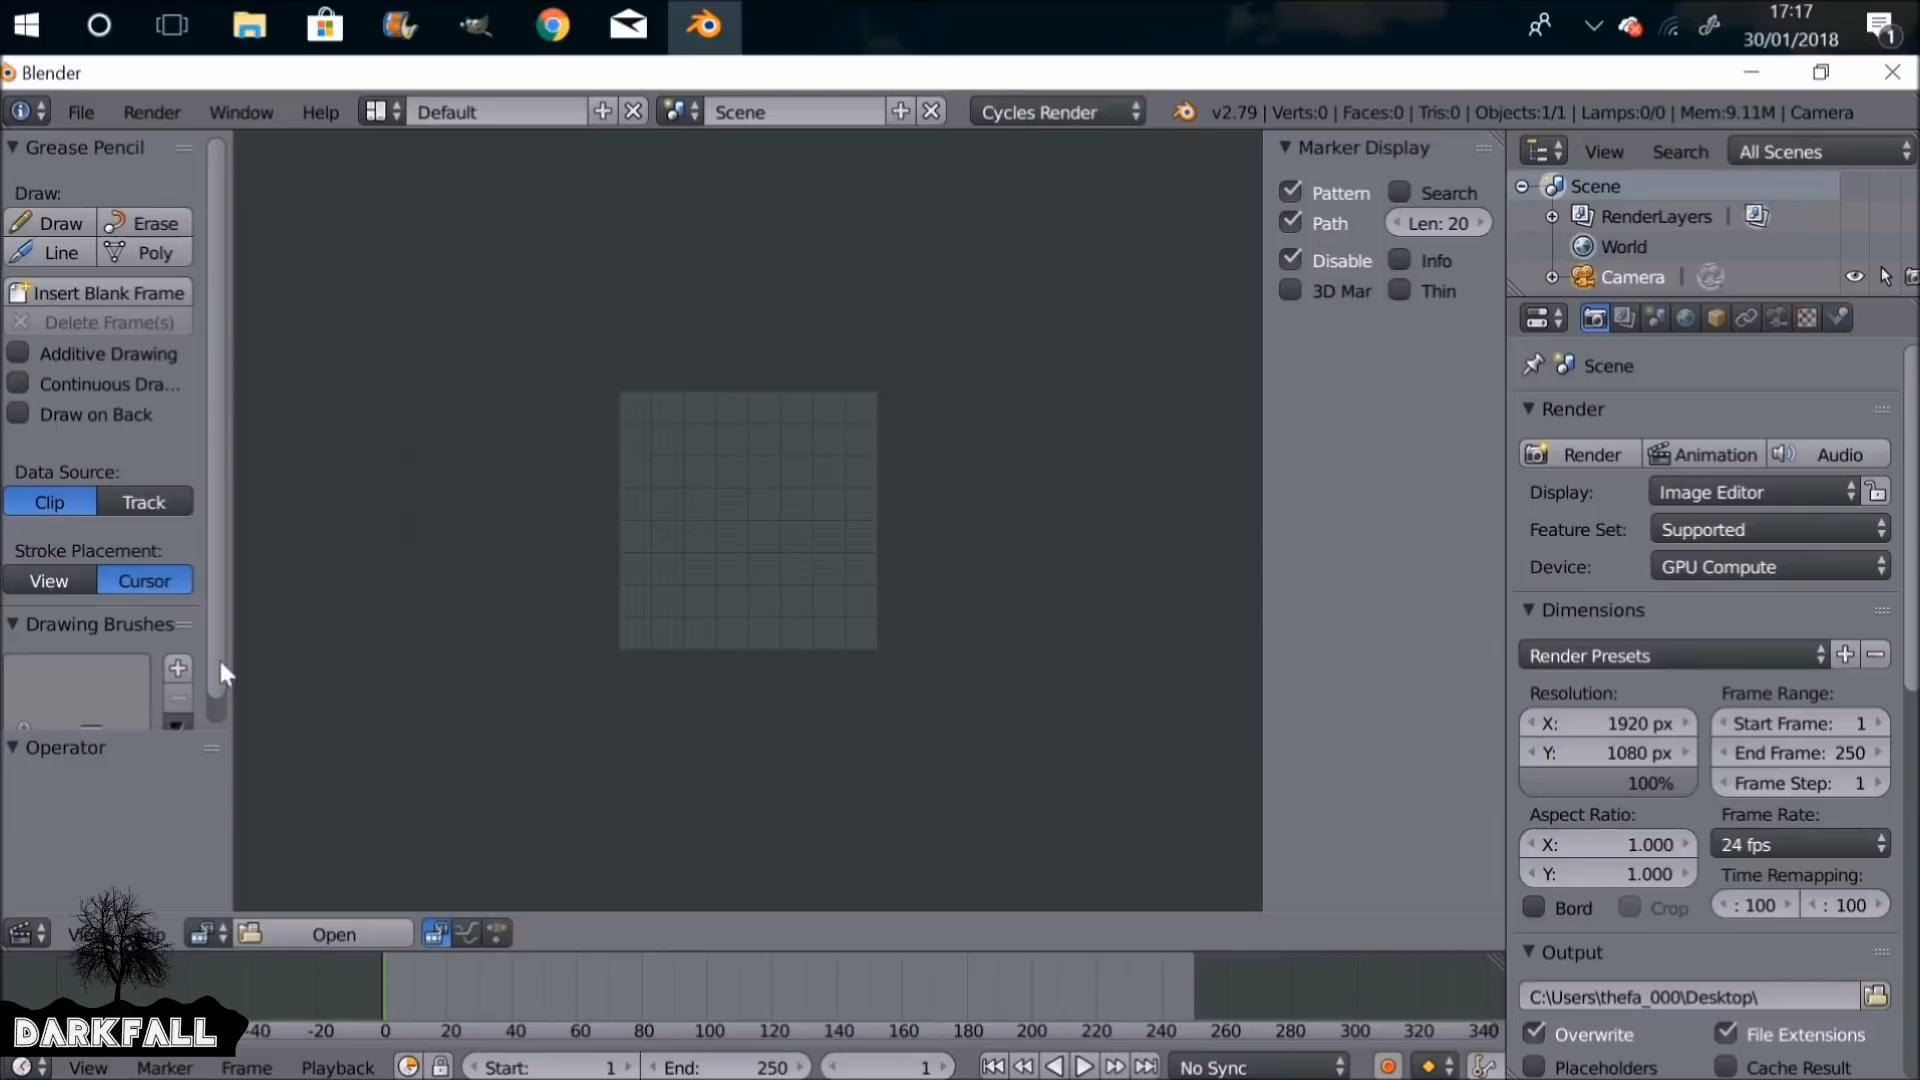 17:17
30/01/2018
1
Blender
File Render Window Help Default Scene Cycles Render v2.79 | Verts:0 | Faces:0 | Tris:0 | Objects:1/1 | Lamps:0/0 | Mem:9.11M | Camera
Grease Pencil
Draw:
Draw Erase
Line Poly
Insert Blank Frame
Delete Frame(s)
Additive Drawing
Continuous Dra...
Draw on Back
Data Source:
Clip Track
Stroke Placement:
View Cursor
Drawing Brushes
Operator
Marker Display
Pattern Search
Path Len: 20
Disable Info
3D Mar Thin
View Search All Scenes
Scene
RenderLayers
World
Camera
Scene
Render
Render Animation Audio
Display: Image Editor
Feature Set: Supported
Device: GPU Compute
Dimensions
Render Presets
Resolution: Frame Range:
X: 1920 px Start Frame: 1
Y: 1080 px End Frame: 250
100% Frame Step: 1
Aspect Ratio: Frame Rate:
X: 1.000 24 fps
Y: 1.000 Time Remapping:
Bord Crop : 100 : 100
Output
C:\Users\thefa_000\Desktop\
Overwrite File Extensions
Placeholders Cache Result
Open
DARKFALL
-40 -20 0 20 40 60 80 100 120 140 160 180 200 220 240 260 280 300 320 340
View Marker Frame Playback Start: 1 End: 250 1 No Sync